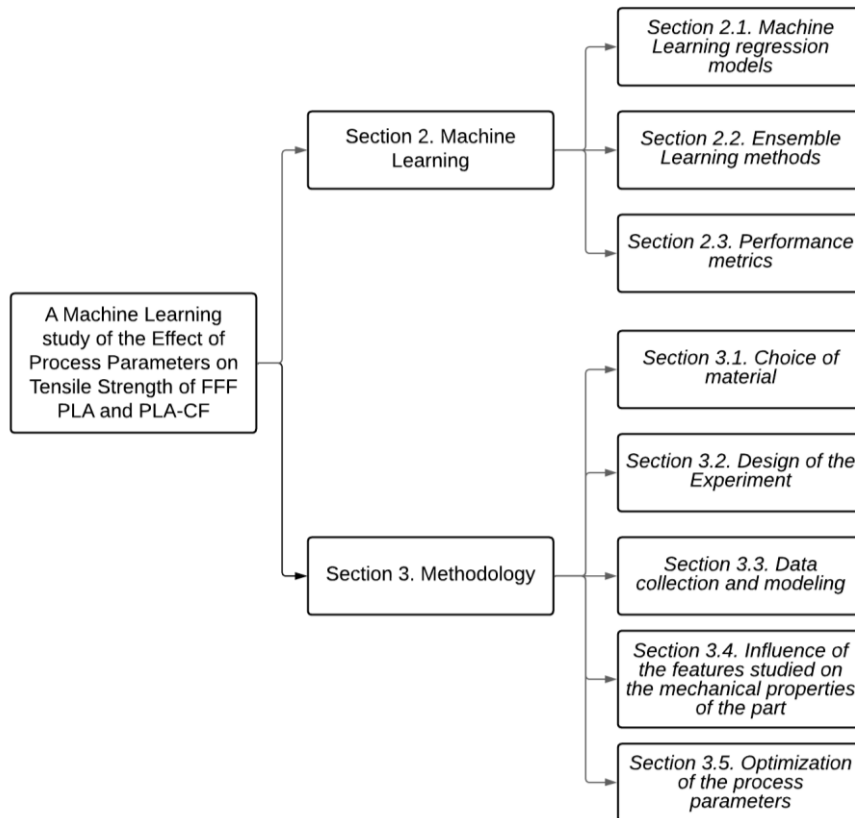 A Machine Learning
study of the Effect of
Process Parameters on
Tensile Strength of FFF
PLA and PLA-CF
Section 2. Machine
Learning
Section 2.1. Machine
Learning regression
models
Section 2.2. Ensemble
Learning methods
Section 2.3. Performance
metrics
Section 3. Methodology
Section 3.1. Choice of
material
Section 3.2. Design of the
Experiment
Section 3.3. Data
collection and modeling
Section 3.4. Influence of
the features studied on
the mechanical properties
of the part
Section 3.5. Optimization
of the process
parameters